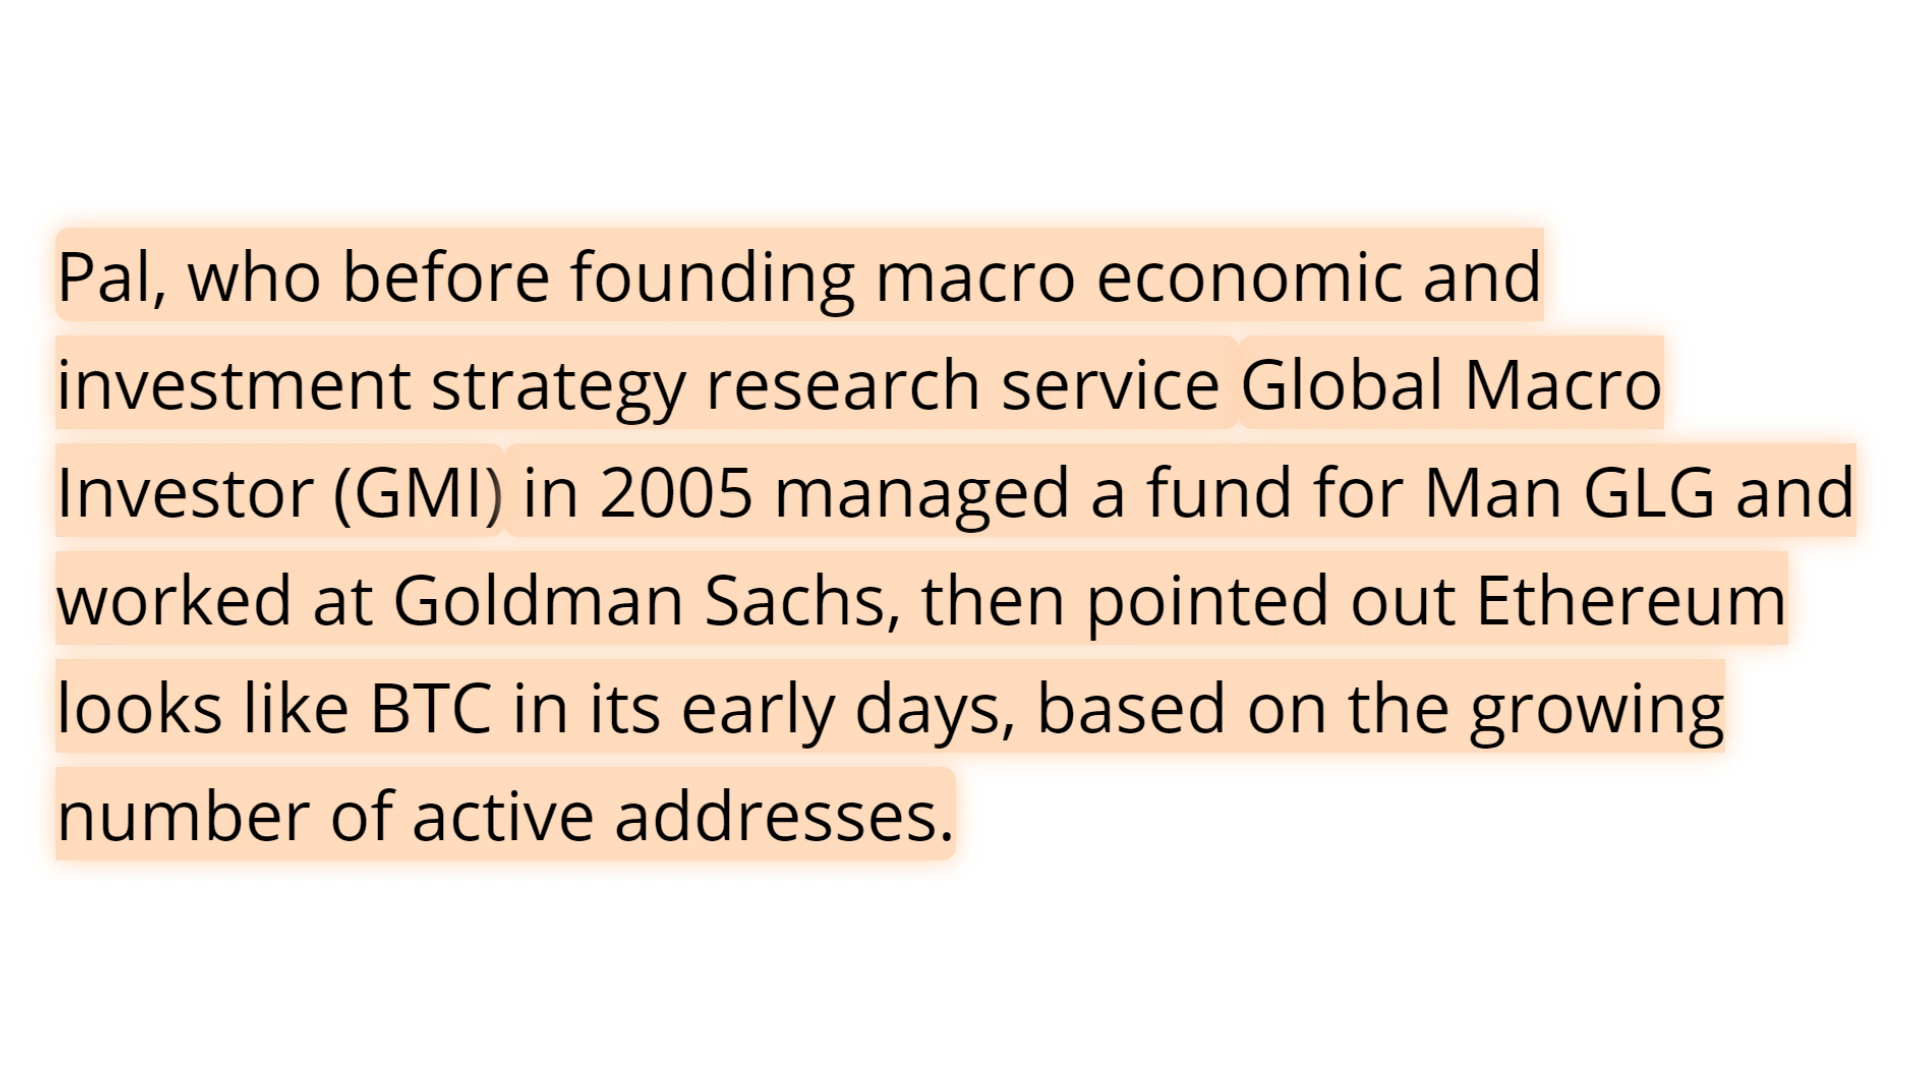 Pal, who before founding macro economic and
investment strategy research service Global Macro
Investor (GMI) in 2005 managed a fund for Man GLG and
worked at Goldman Sachs, then pointed out Ethereum
looks like BTC in its early days, based on the growing
number of active addresses.